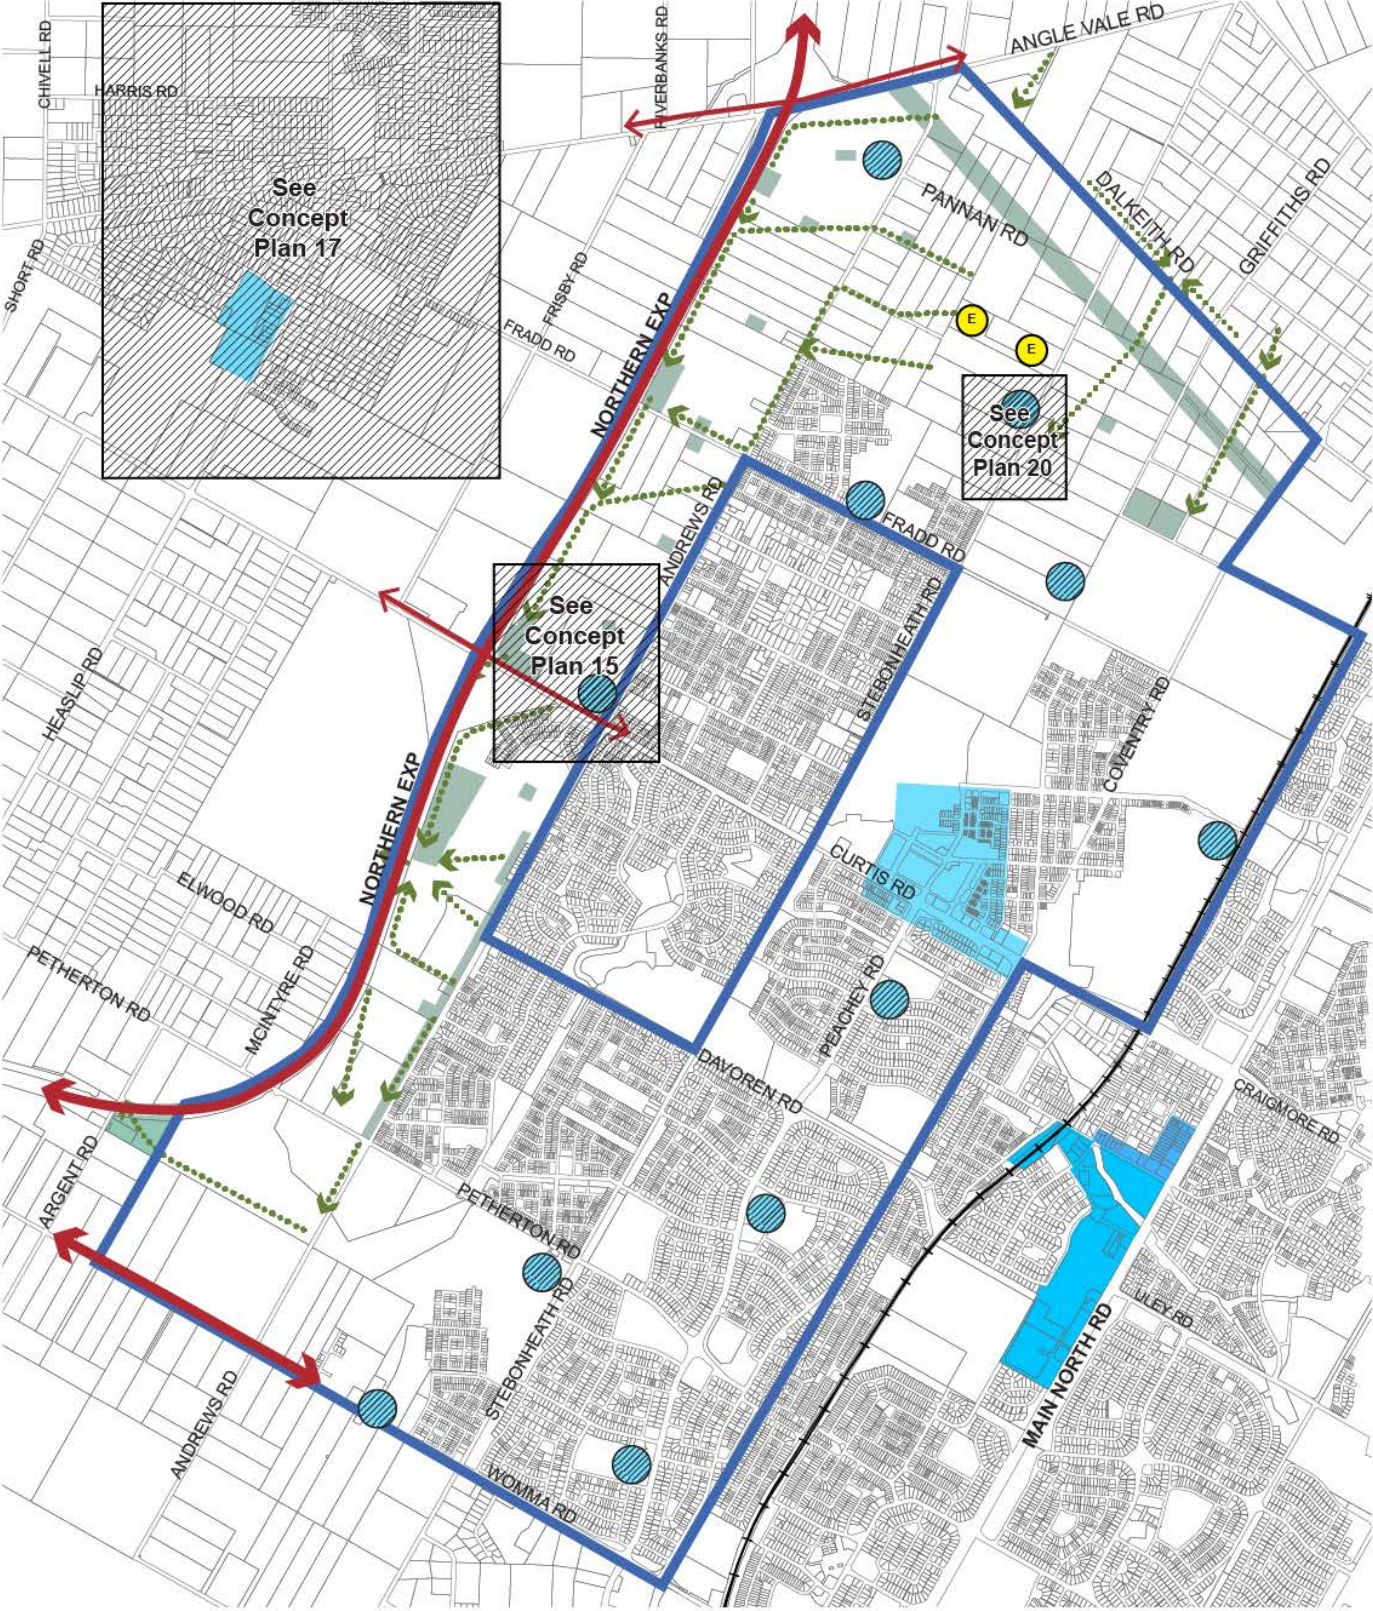 CHIVELL RD
RIVERBANKS RD
ANGLE VALE RD
HARRIS RD
See
Concept
Plan 17
PANNAN RD
DALKEITH RD
GRIFFITHS RD
SHORT RD
FRISBY RD
FRADD RD
NORTHERN EXP
E
E
See
Concept
Plan 20
ANDREWS RD
FRADD RD
See
Concept
Plan 15
STEBONHEATH RD
HEASLIP RD
COVENTRY RD
NORTHERN EXP
CURTIS RD
ELWOOD RD
PETHERTON RD
MCINTYRE RD
PEACHEY RD
DAVOREN RD
CRAIGMORE RD
ARGENT RD
PETHERTON RD
STEBONHEATH RD
ULEY RD
MAIN NORTH RD
ANDREWS RD
WOMMA RD